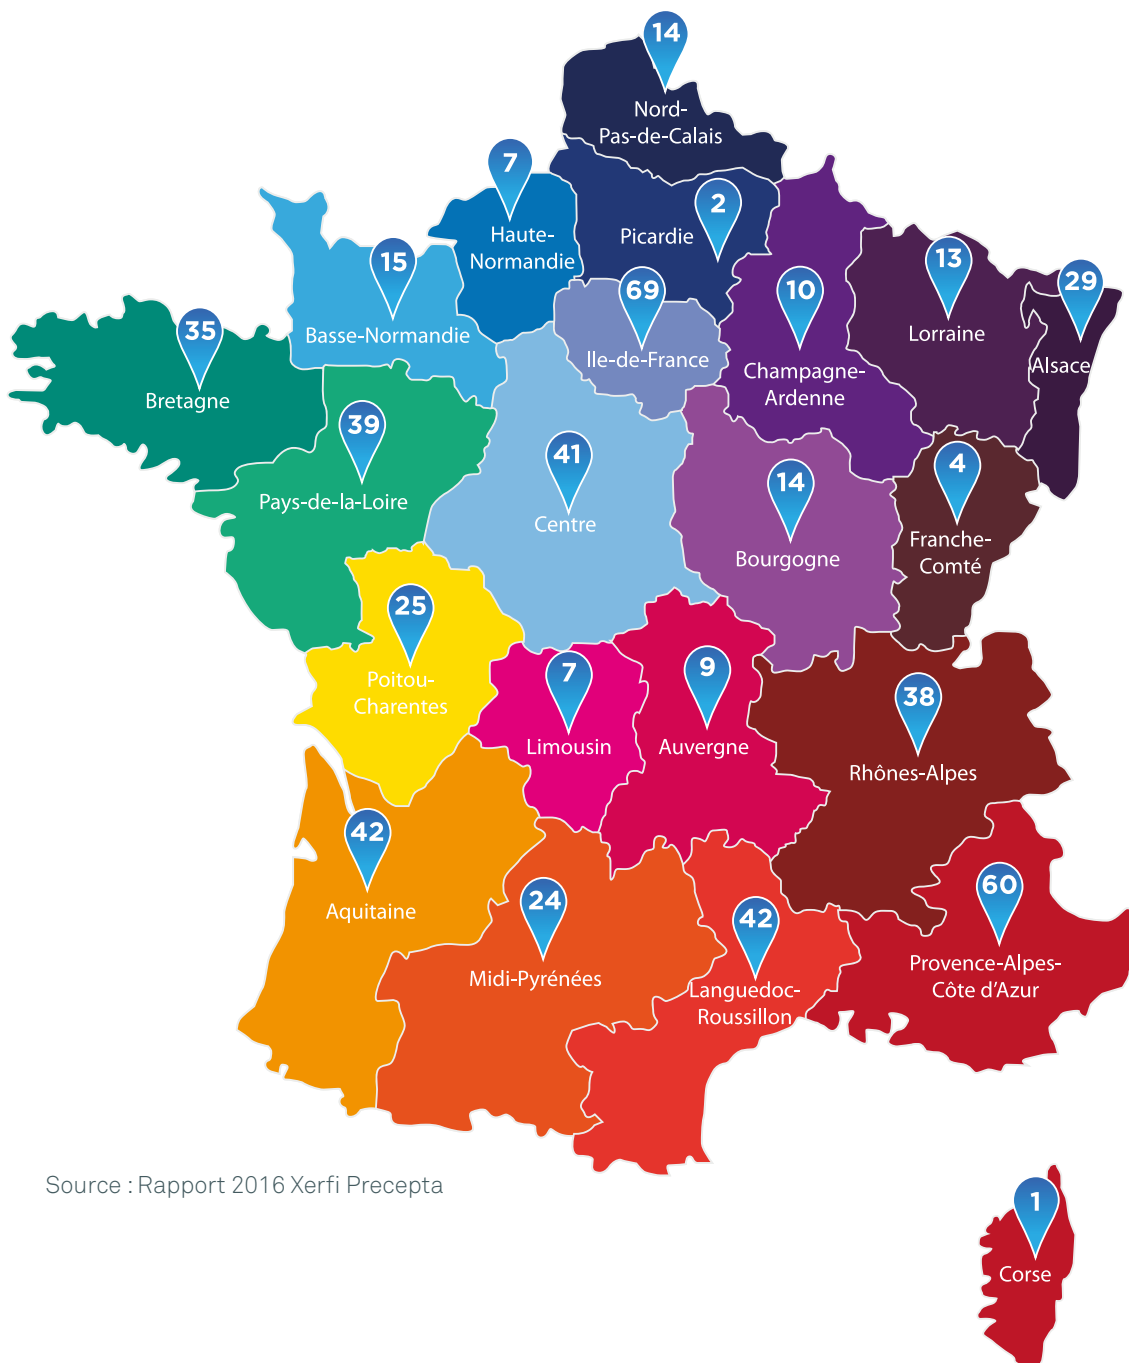 14
Nord-
Pas-de-Calais
7
Haute-
Normandie
2
Picardie
15
Basse-Normandie
69
Ile-de-France
10
Champagne-
Ardenne
13
Lorraine
29
Alsace
35
Bretagne
39
Pays-de-la-Loire
41
Centre
14
Bourgogne
4
Franche-
Comté
25
Poitou-
Charentes
7
Limousin
9
Auvergne
38
Rhônes-Alpes
42
Aquitaine
24
Midi-Pyrénées
42
Languedoc-
Roussillon
60
Provence-Alpes-
Côte d'Azur
Source : Rapport 2016 Xerfi Precepta
1
Corse